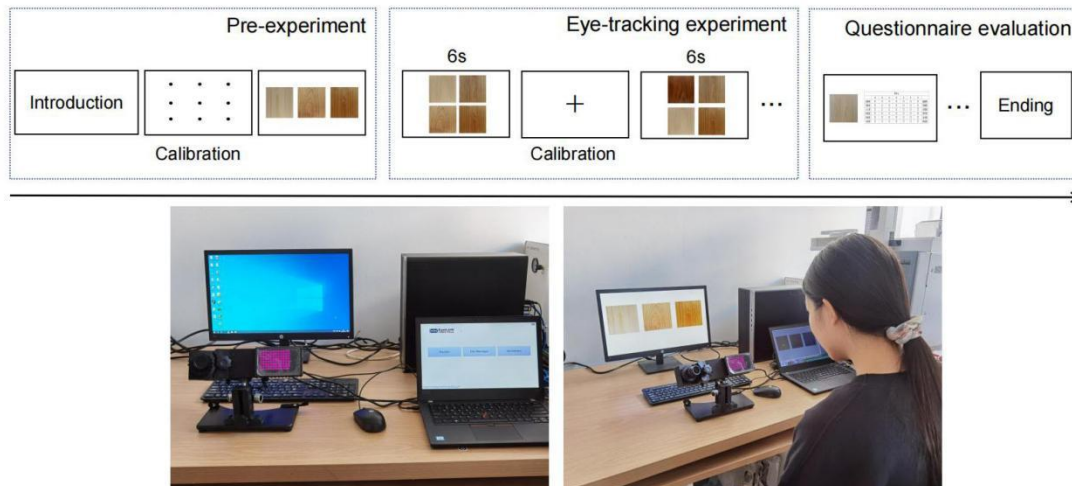 Pre-experiment
Introduction
Calibration
Eye-tracking experiment
6s
6s
+
Calibration
...
Questionnaire evaluation
...
Ending